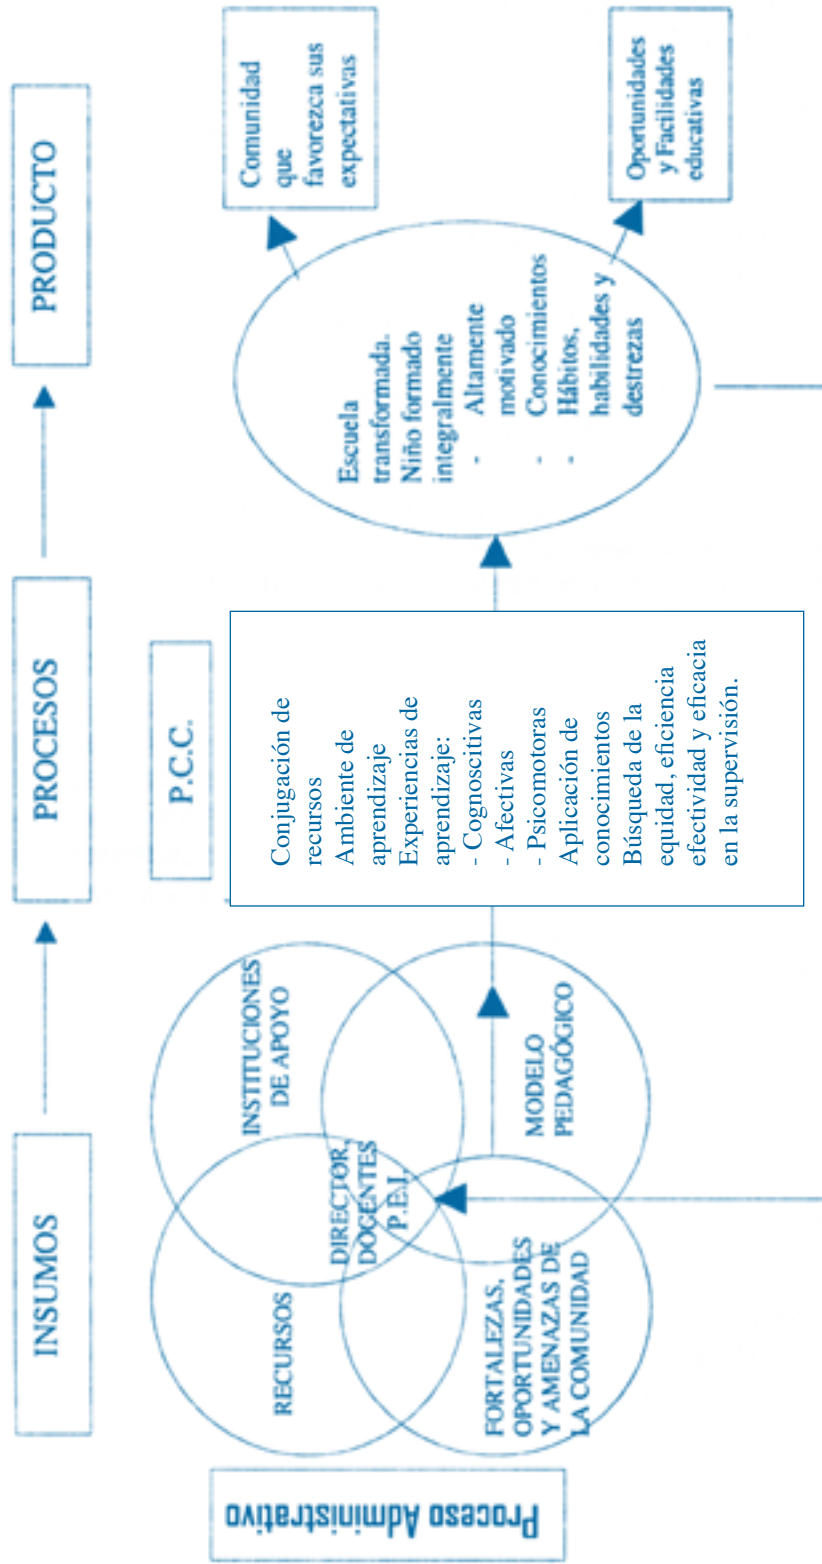 INSUMOS
PROCESOS
PRODUCTO
Proceso Administrativo
RECURSOS
INSTITUCIONES
DE APOYO
DIRECTOR,
DOCENTES
P.E.I.
FORTALEZAS,
OPORTUNIDADES
Y AMENAZAS DE
LA COMUNIDAD
MODELO
PEDAGÓGICO
P.C.C.
Conjugación de
recursos
Ambiente de
aprendizaje
Experiencias de
aprendizaje:
- Cognoscitivas
- Afectivas
- Psicomotoras
Aplicación de
conocimientos
Búsqueda de la
equidad, eficiencia
efectividad y eficacia
en la supervisión.
Escuela
transformada.
Niño formado
integralmente
- Altamente
motivado
- Conocimientos
- Hábitos,
habilidades y
destrezas
Comunidad
que
favorezca sus
expectativas
Oportunidades
y Facilidades
educativas